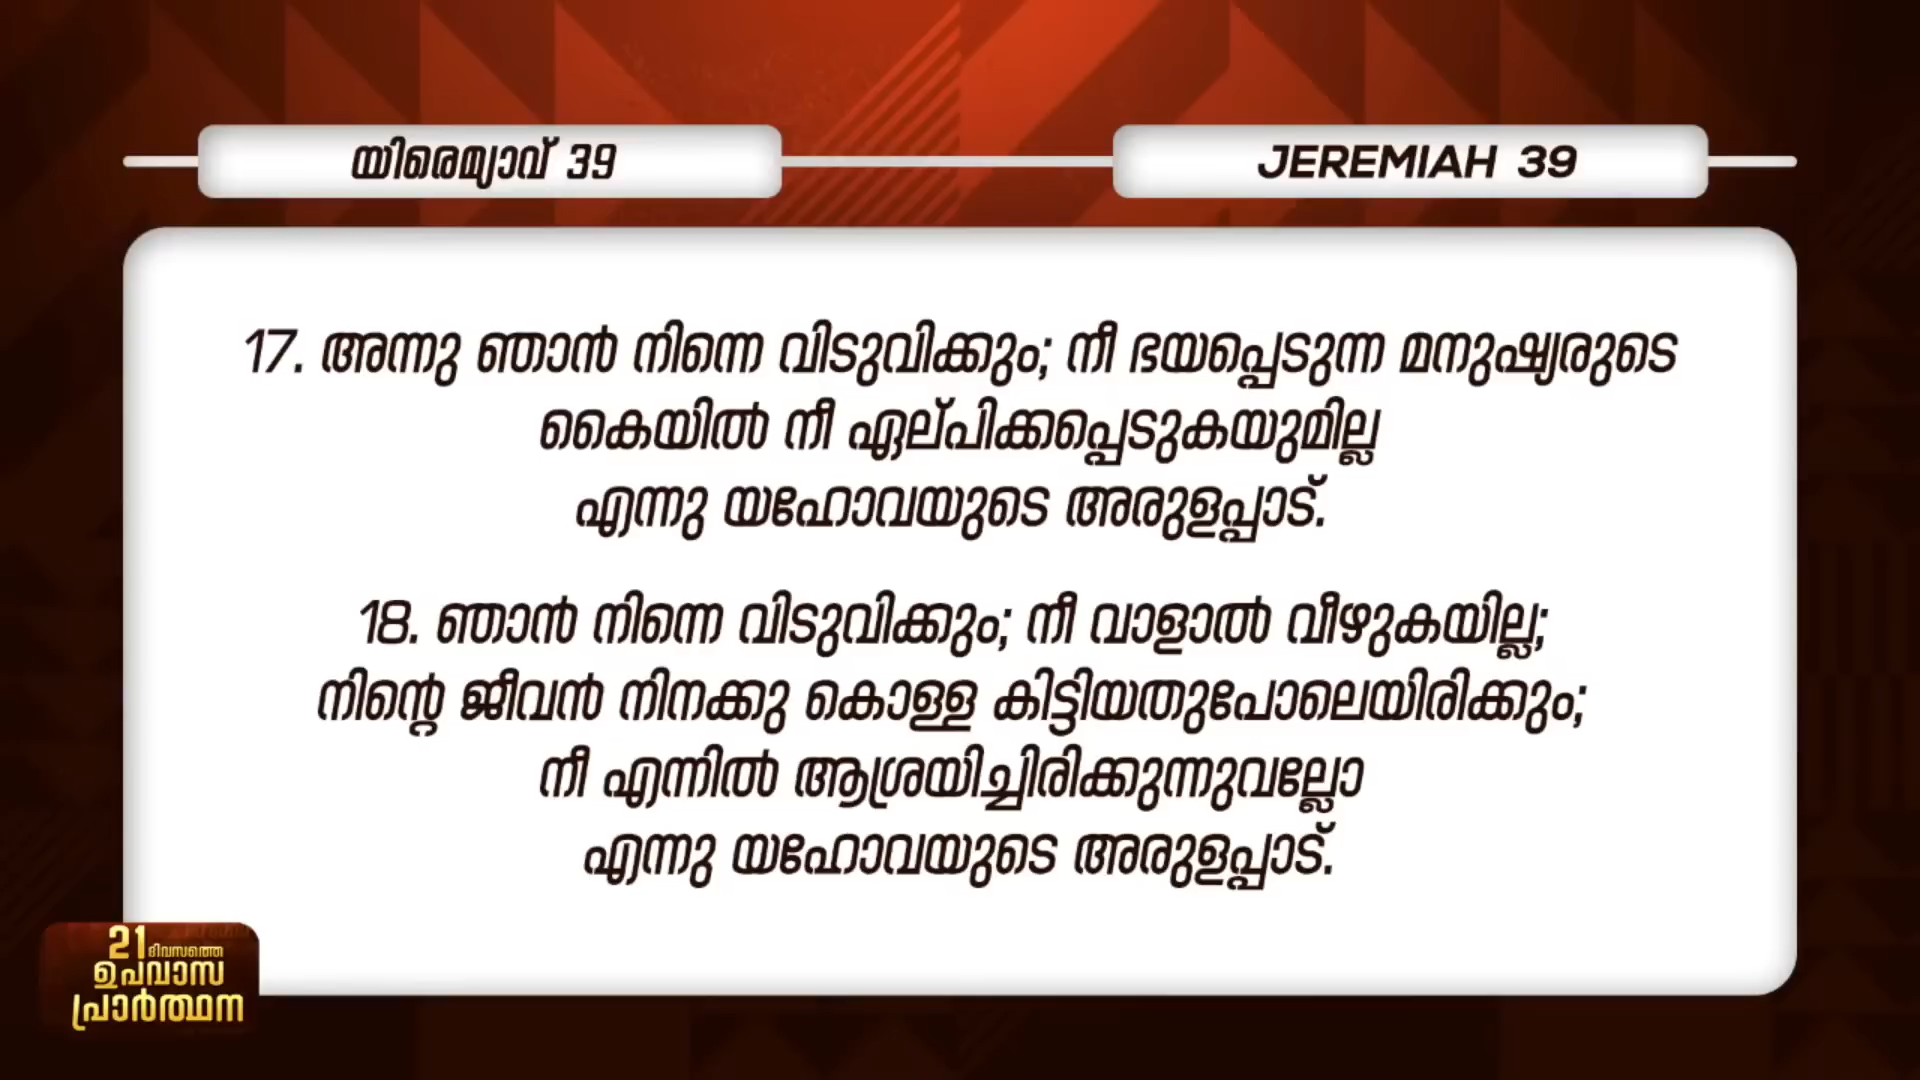 യിരെമ്യാവ് 39
JEREMIAH 39
17. അന്നു ഞാൻ നിന്നെ വിടുവിക്കും; നീ ഭയപ്പെടുന്ന മനുഷ്യരുടെ
കൈയിൽ നീ ഏല്പിക്കപ്പെടുകയുമില്ല
എന്നു യഹോവയുടെ അരുളപ്പാട്.
18. ഞാൻ നിന്നെ വിടുവിക്കും; നീ വാളാൽ വീഴുകയില്ല;
നിന്റെ ജീവൻ നിനക്കു കൊള്ള കിട്ടിയതുപോലെയിരിക്കും;
നീ എന്നിൽ ആശ്രയിച്ചിരിക്കുന്നുവല്ലോ
എന്നു യഹോവയുടെ അരുളപ്പാട്.
21 ദിവസത്തെ
ഉപവാസ
പ്രാർത്ഥന